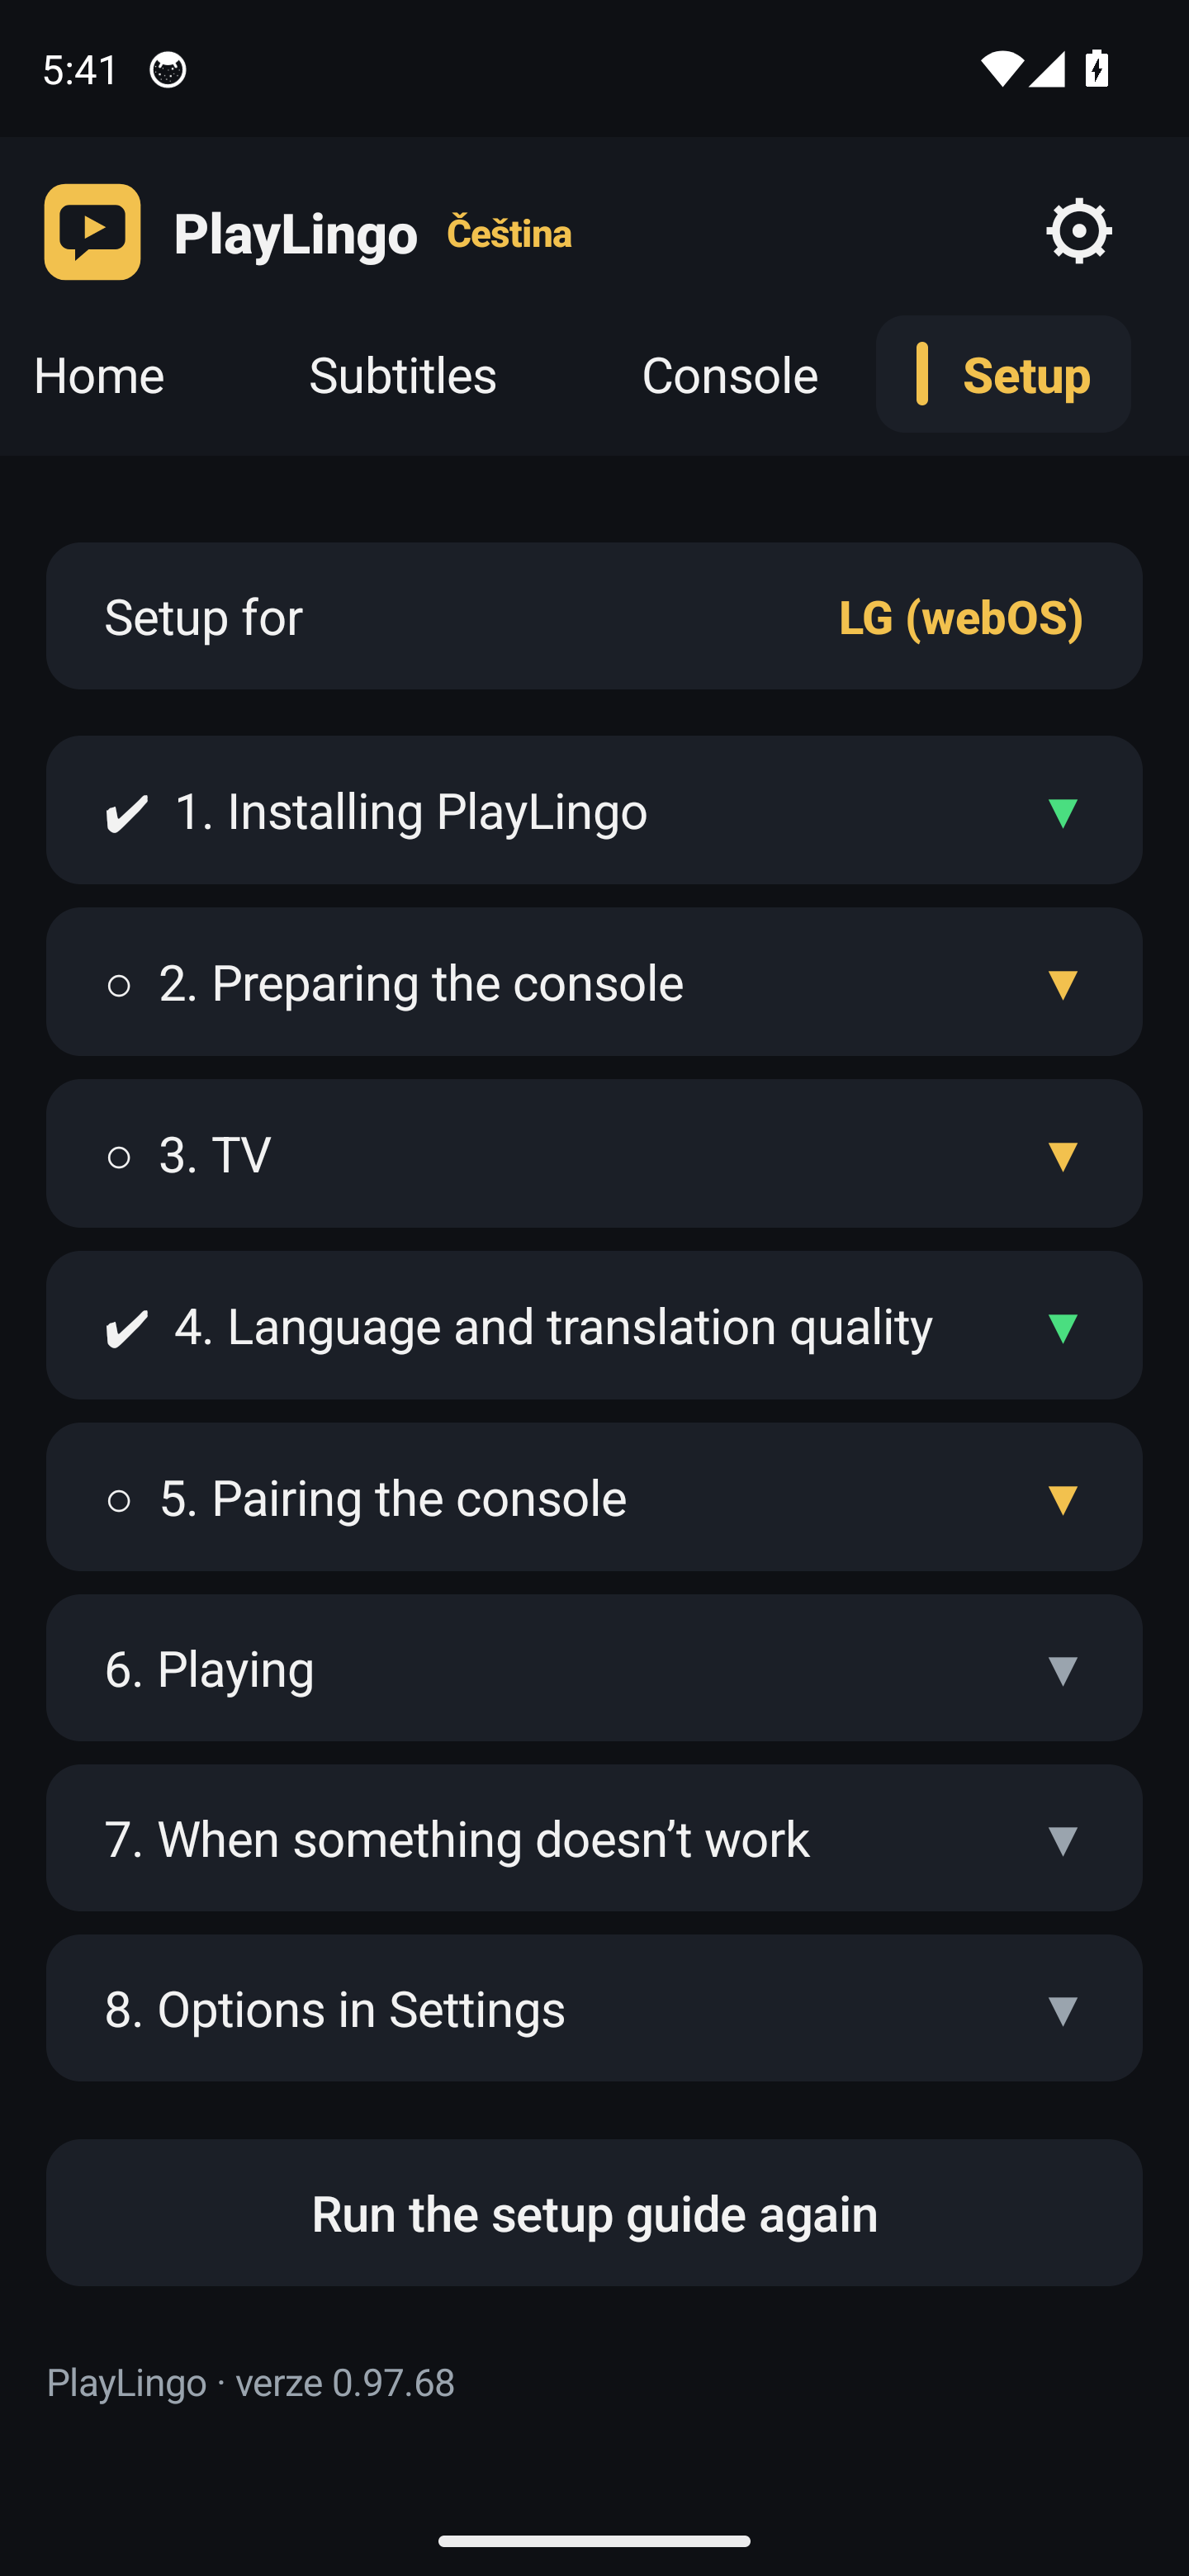 5:41
PlayLingo Čeština
Home Subtitles Console Setup
Setup for LG (webOS)
✔ 1. Installing PlayLingo ▼
○ 2. Preparing the console ▼
○ 3. TV ▼
✔ 4. Language and translation quality ▼
○ 5. Pairing the console ▼
6. Playing ▼
7. When something doesn’t work ▼
8. Options in Settings ▼
Run the setup guide again
PlayLingo · verze 0.97.68